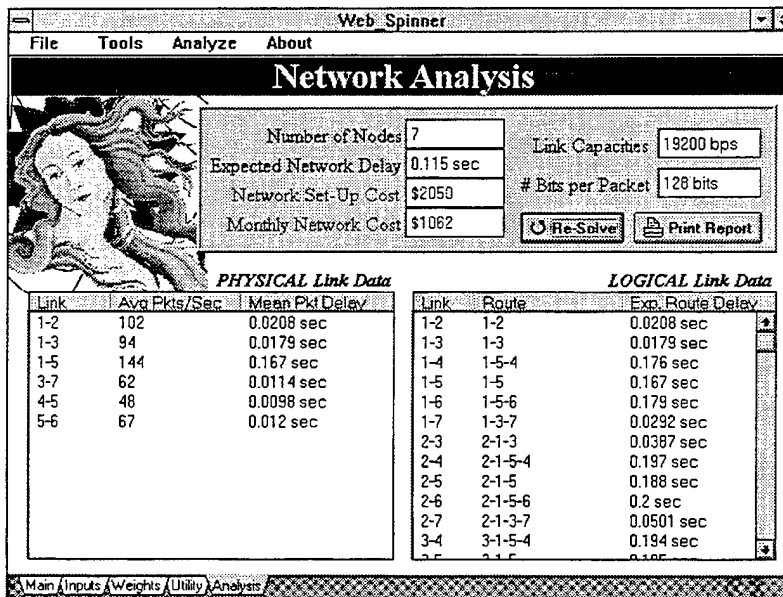 Web_Spinner
File Tools Analyze About
Network Analysis
Number of Nodes 7
Expected Network Delay 0.115 sec
Network Set-Up Cost $2050
Monthly Network Cost $1062
Link Capacities 19200 bps
# Bits per Packet 128 bits
Re-Solve Print Report
PHYSICAL Link Data
Link Avg Pkts/Sec Mean Pkt Delay
1-2 102 0.0208 sec
1-3 94 0.0179 sec
1-5 144 0.167 sec
3-7 62 0.0114 sec
4-5 48 0.0098 sec
5-6 67 0.012 sec
LOGICAL Link Data
Link Route Exp. Route Delay
1-2 1-2 0.0208 sec
1-3 1-3 0.0179 sec
1-4 1-5-4 0.176 sec
1-5 1-5 0.167 sec
1-6 1-5-6 0.179 sec
1-7 1-3-7 0.0292 sec
2-3 2-1-3 0.0387 sec
2-4 2-1-5-4 0.197 sec
2-5 2-1-5 0.188 sec
2-6 2-1-5-6 0.2 sec
2-7 2-1-3-7 0.0501 sec
3-4 3-1-5-4 0.194 sec
Main Inputs Weights Utility Analysis